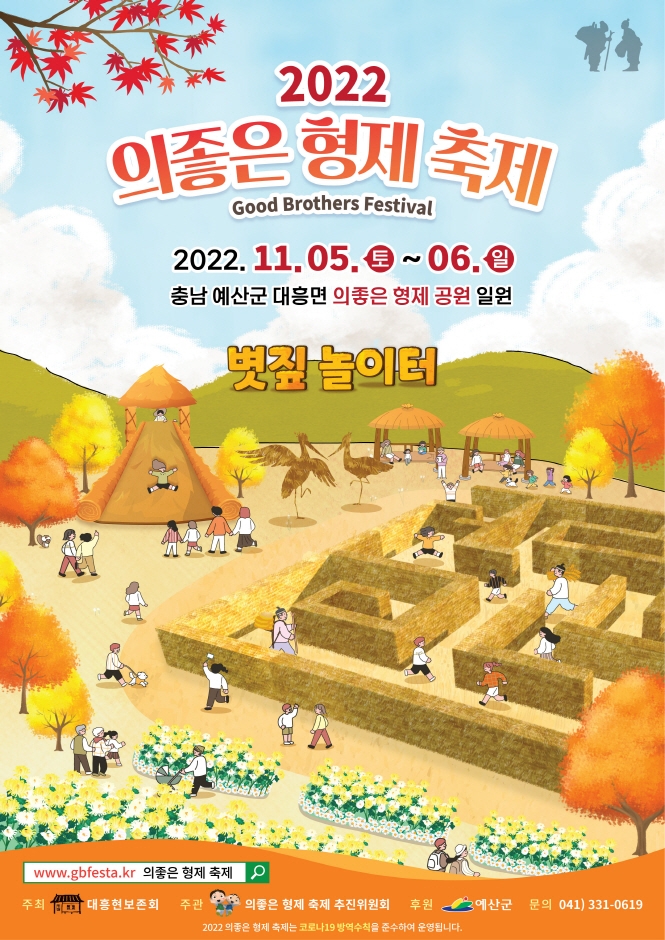 2022
의좋은 형제 축제
Good Brothers Festival
2022. 11. 05. 토 ~ 06. 일
충남 예산군 대흥면 의좋은 형제 공원 일원
볏짚 놀이터
www.gbfesta.kr 의좋은 형제 축제
주최 대흥현보존회 주관 의좋은 형제 축제 추진위원회 후원 예산군 문의 041) 331-0619
2022 의좋은 형제 축제는 코로나19 방역수칙을 준수하여 운영됩니다.